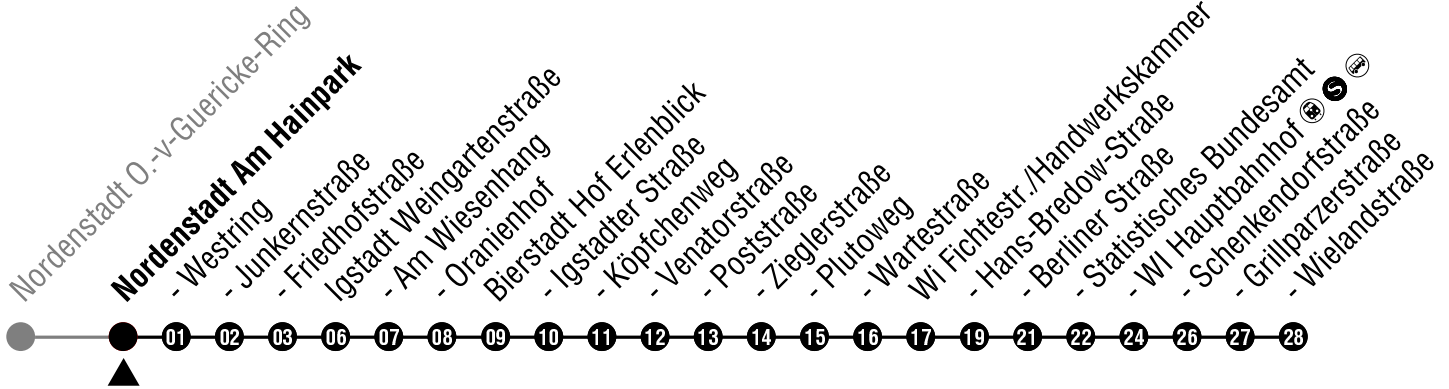 Nordenstadt O.-v-Guericke-Ring
Nordenstadt Am Hainpark
- Westring
- Junkernstraße
- Friedhofstraße
Igstadt Weingartenstraße
- Am Wiesenhang
- Oranienhof
Bierstadt Hof Erlenblick
- Igstadter Straße
- Köpfchenweg
- Venatorstraße
- Poststraße
- Zieglerstraße
- Plutoweg
- Wartestraße
Wi Fichtestr./Handwerkskammer
- Hans-Bredow-Straße
- Berliner Straße
- Statistisches Bundesamt
- WI Hauptbahnhof S
- Schenkendorfstraße
- Grillparzerstraße
- Wielandstraße
01 02 03 06 07 08 09 10 11 12 13 14 15 16 17 19 21 22 24 26 27 28